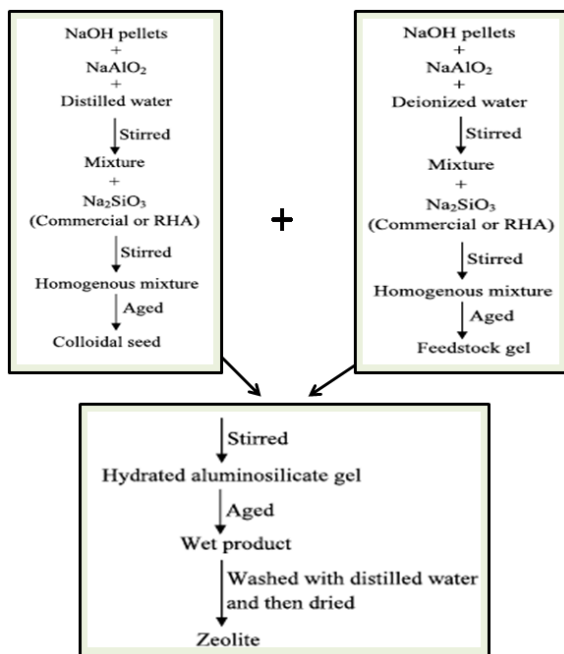 NaOH pellets
+
NaAlO₂
+
Distilled water
Stirred
Mixture
+
Na₂SiO₃
(Commercial or RHA)
Stirred
Homogenous mixture
Aged
Colloidal seed
+
NaOH pellets
+
NaAlO₂
+
Deionized water
Stirred
Mixture
+
Na₂SiO₃
(Commercial or RHA)
Stirred
Homogenous mixture
Aged
Feedstock gel
Stirred
Hydrated aluminosilicate gel
Aged
Wet product
Washed with distilled water
and then dried
Zeolite